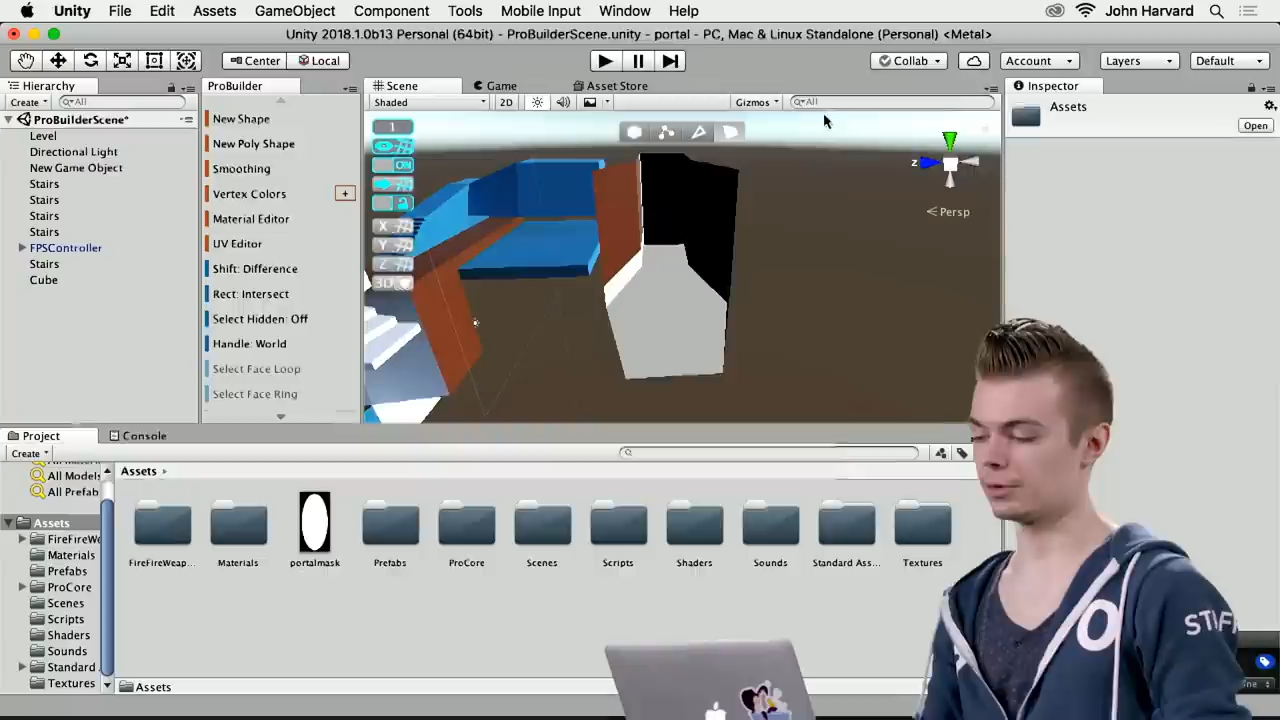 Unity File Edit Assets GameObject Component Tools Mobile Input Window Help John Harvard
Unity 2018.1.0b13 Personal (64bit) - ProBuilderScene.unity - portal - PC, Mac & Linux Standalone (Personal) <Metal>
Center Local Collab Account Layers Default
Hierarchy ProBuilder Scene Game Asset Store Inspector
Create All Shaded 2D Gizmos All Assets
Open
ProBuilderScene*
Level
Directional Light
New Game Object
Stairs
Stairs
Stairs
Stairs
FPSController
Stairs
Cube
New Shape
New Poly Shape
Smoothing
Vertex Colors +
Material Editor
UV Editor
Shift: Difference
Rect: Intersect
Select Hidden: Off
Handle: World
Select Face Loop
Select Face Ring
1
ON
X
Y
Z
3D
z
Persp
Project Console
Create
All Models
All Prefab
Assets
FireFireWe
Materials
Prefabs
ProCore
Scenes
Scripts
Shaders
Sounds
Standard
Textures
Assets
FireFireWeap... Materials portalmask Prefabs ProCore Scenes Scripts Shaders Sounds Standard Ass... Textures
Assets